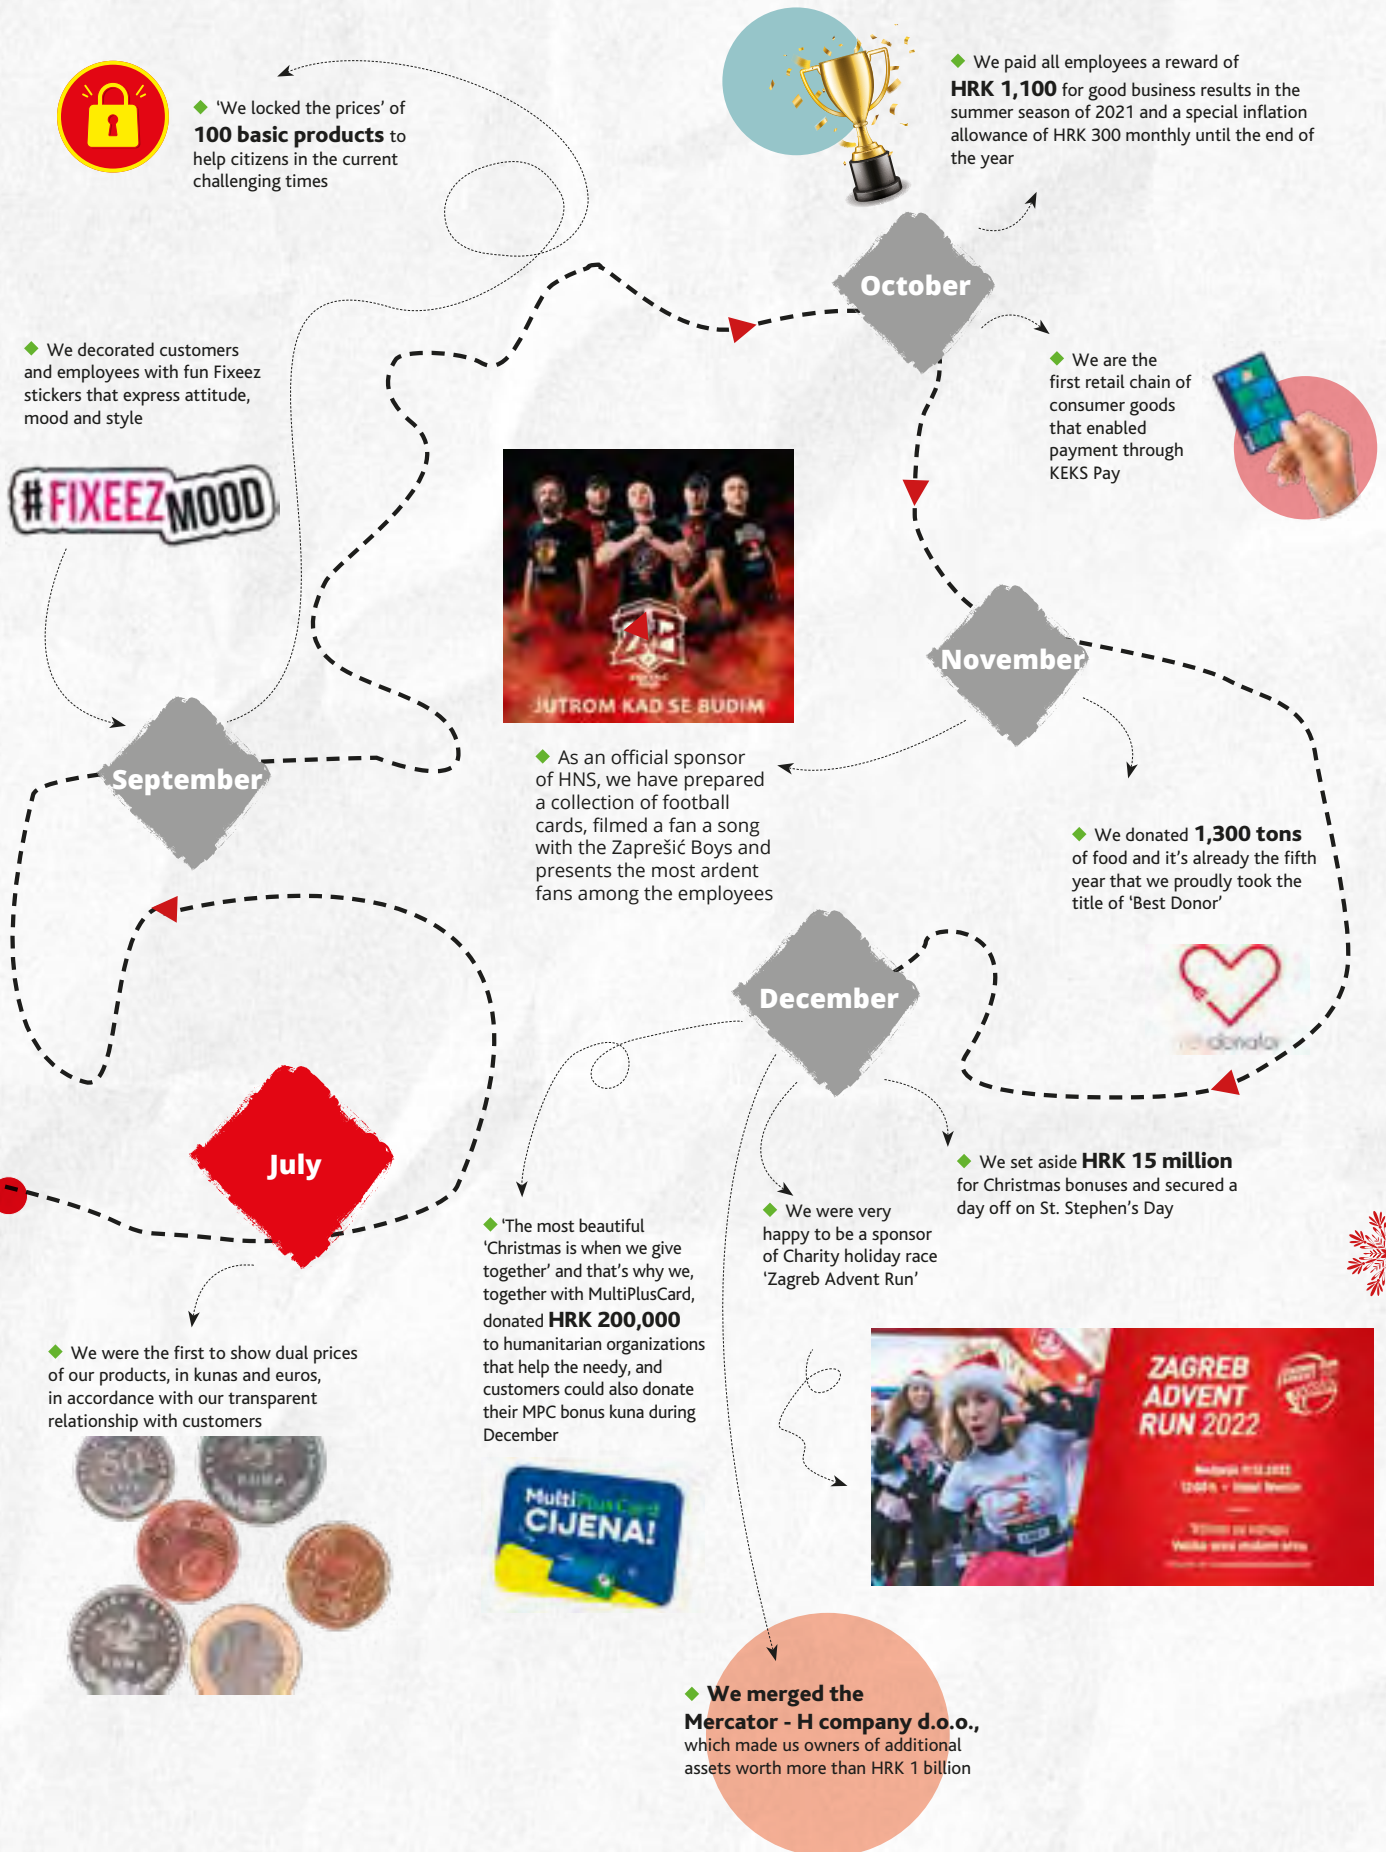 ◆ ‘We locked the prices’ of
100 basic products to
help citizens in the current
challenging times
◆ We paid all employees a reward of
HRK 1,100 for good business results in the
summer season of 2021 and a special inflation
allowance of HRK 300 monthly until the end of
the year
October
◆ We decorated customers
and employees with fun Fixeez
stickers that express attitude,
mood and style
#FIXEEZ MOOD
◆ We are the
first retail chain of
consumer goods
that enabled
payment through
KEKS Pay
JUTROM KAD SE BUDIM
November
September
◆ As an official sponsor
of HNS, we have prepared
a collection of football
cards, filmed a fan a song
with the Zaprešić Boys and
presents the most ardent
fans among the employees
◆ We donated 1,300 tons
of food and it’s already the fifth
year that we proudly took the
title of ‘Best Donor’
donator
December
July
◆ We set aside HRK 15 million
for Christmas bonuses and secured a
day off on St. Stephen’s Day
◆ We were very
happy to be a sponsor
of Charity holiday race
‘Zagreb Advent Run’
◆ ‘The most beautiful
‘Christmas is when we give
together’ and that’s why we,
together with MultiPlusCard,
donated HRK 200,000
to humanitarian organizations
that help the needy, and
customers could also donate
their MPC bonus kuna during
December
◆ We were the first to show dual prices
of our products, in kunas and euros,
in accordance with our transparent
relationship with customers
50
KUNA
MultiPlusCard
CIJENA!
ZAGREB
ADVENT
RUN 2022
◆ We merged the
Mercator - H company d.o.o.,
which made us owners of additional
assets worth more than HRK 1 billion